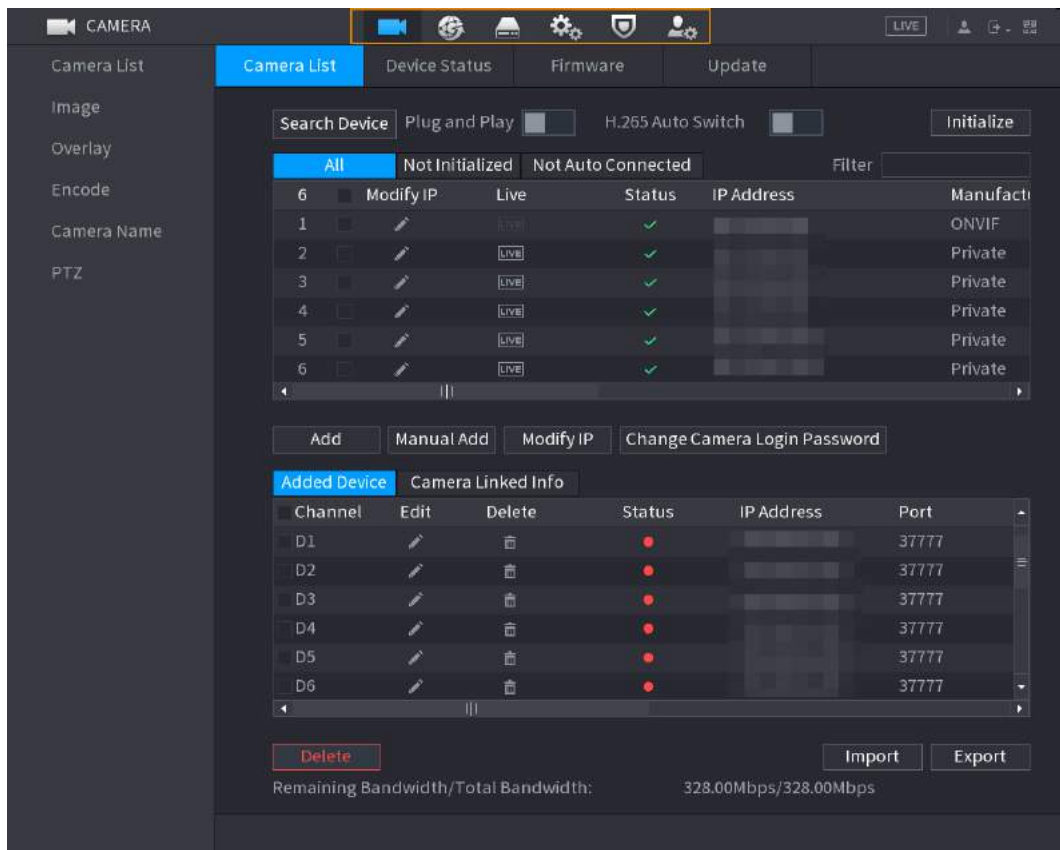 CAMERA LIVE
Camera List
Image
Overlay
Encode
Camera Name
PTZ
Camera List Device Status Firmware Update
Search Device Plug and Play H.265 Auto Switch Initialize
All Not Initialized Not Auto Connected Filter
6 Modify IP Live Status IP Address Manufactu
1 LIVE ONVIF
2 LIVE Private
3 LIVE Private
4 LIVE Private
5 LIVE Private
6 LIVE Private
Add Manual Add Modify IP Change Camera Login Password
Added Device Camera Linked Info
Channel Edit Delete Status IP Address Port
D1 37777
D2 37777
D3 37777
D4 37777
D5 37777
D6 37777
Delete Import Export
Remaining Bandwidth/Total Bandwidth: 328.00Mbps/328.00Mbps